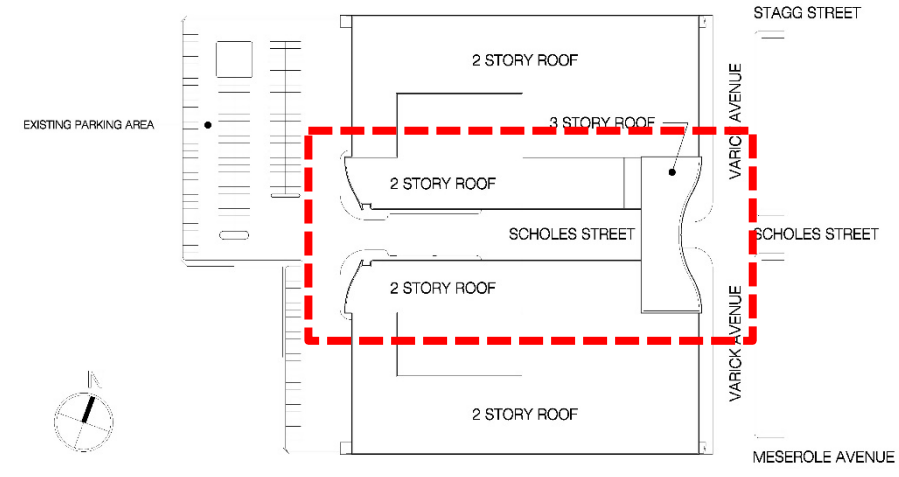 STAGG STREET
2 STORY ROOF
VARICK AVENUE
EXISTING PARKING AREA
3 STORY ROOF
2 STORY ROOF
SCHOLES STREET
SCHOLES STREET
2 STORY ROOF
VARICK AVENUE
N
2 STORY ROOF
MESEROLE AVENUE